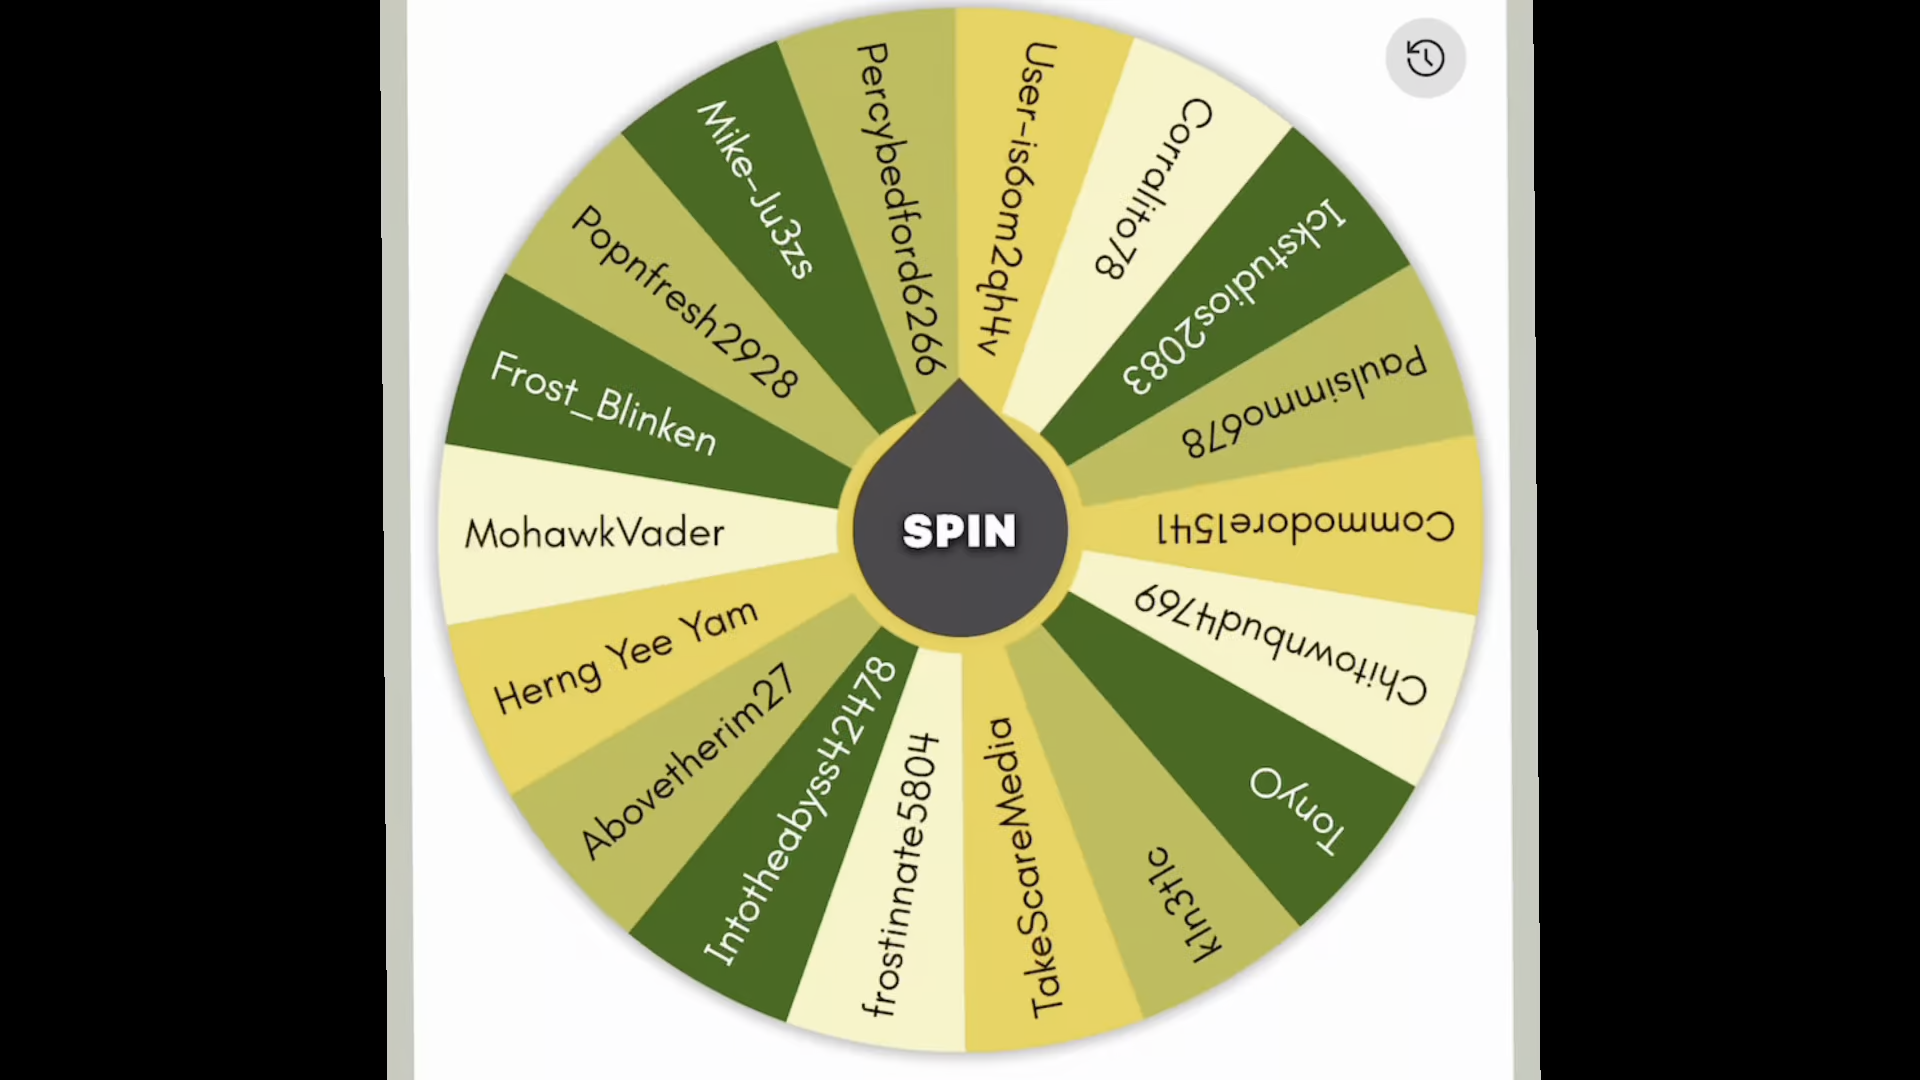 User-is6om2qh4v
Corralito78
Ickstudios2083
Paulsimmo678
Commodore1541
Chitownbud4769
TonyO
k1n3t1c
TakeScareMedia
frostinnate5804
Intotheabyss42478
Abovetherim27
Herng Yee Yam
MohawkVader
Frost_Blinken
Popnfresh2928
Mike-Ju3zs
Percybedford6266
SPIN